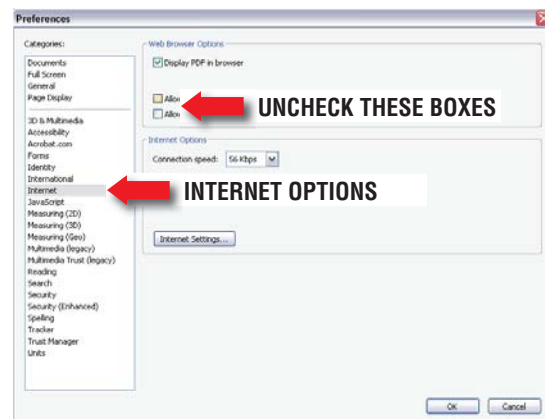 Preferences
Categories:
Documents
Full Screen
General
Page Display
3D & Multimedia
Accessibility
Acrobat.com
Forms
Identity
International
Internet
JavaScript
Measuring (2D)
Measuring (3D)
Measuring (Geo)
Multimedia (legacy)
Multimedia Trust (legacy)
Reading
Search
Security
Security (Enhanced)
Spelling
Tracker
Trust Manager
Units
Web Browser Options
Display PDF in browser
UNCHECK THESE BOXES
Internet Options
Connection speed: 56 Kbps
INTERNET OPTIONS
Internet Settings...
OK Cancel